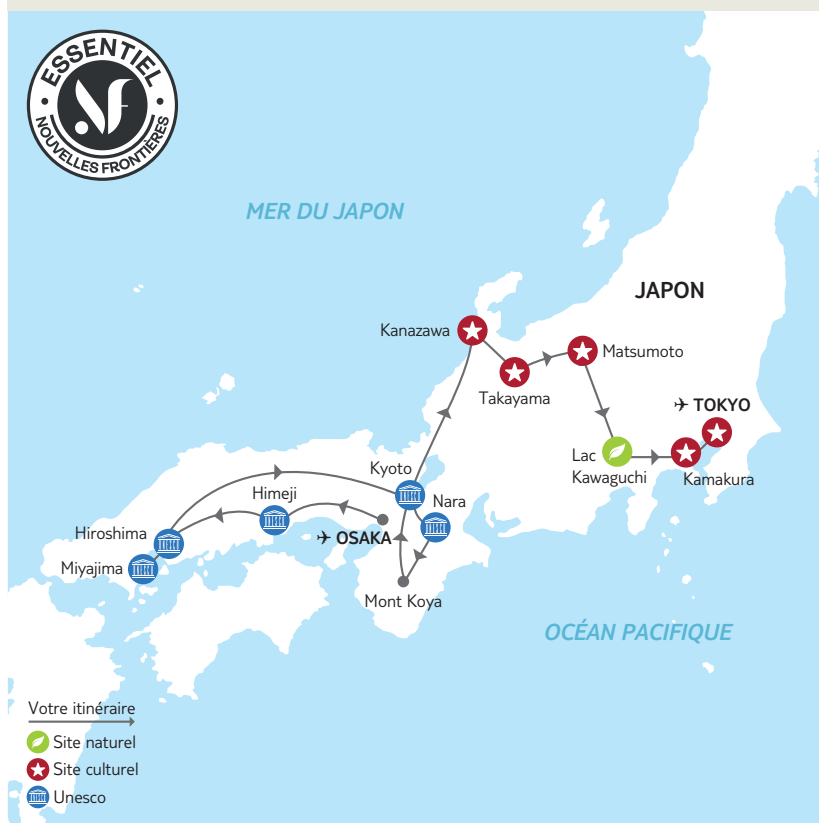 ESSENTIEL
NF
NOUVELLES FRONTIÈRES
MER DU JAPON
JAPON
Kanazawa
Matsumoto
Takayama
TOKYO
Lac
Kawaguchi
Kamakura
Kyoto
Nara
Himeji
Hiroshima
OSAKA
Miyajima
Mont Koya
OCÉAN PACIFIQUE
Votre itinéraire
Site naturel
Site culturel
Unesco